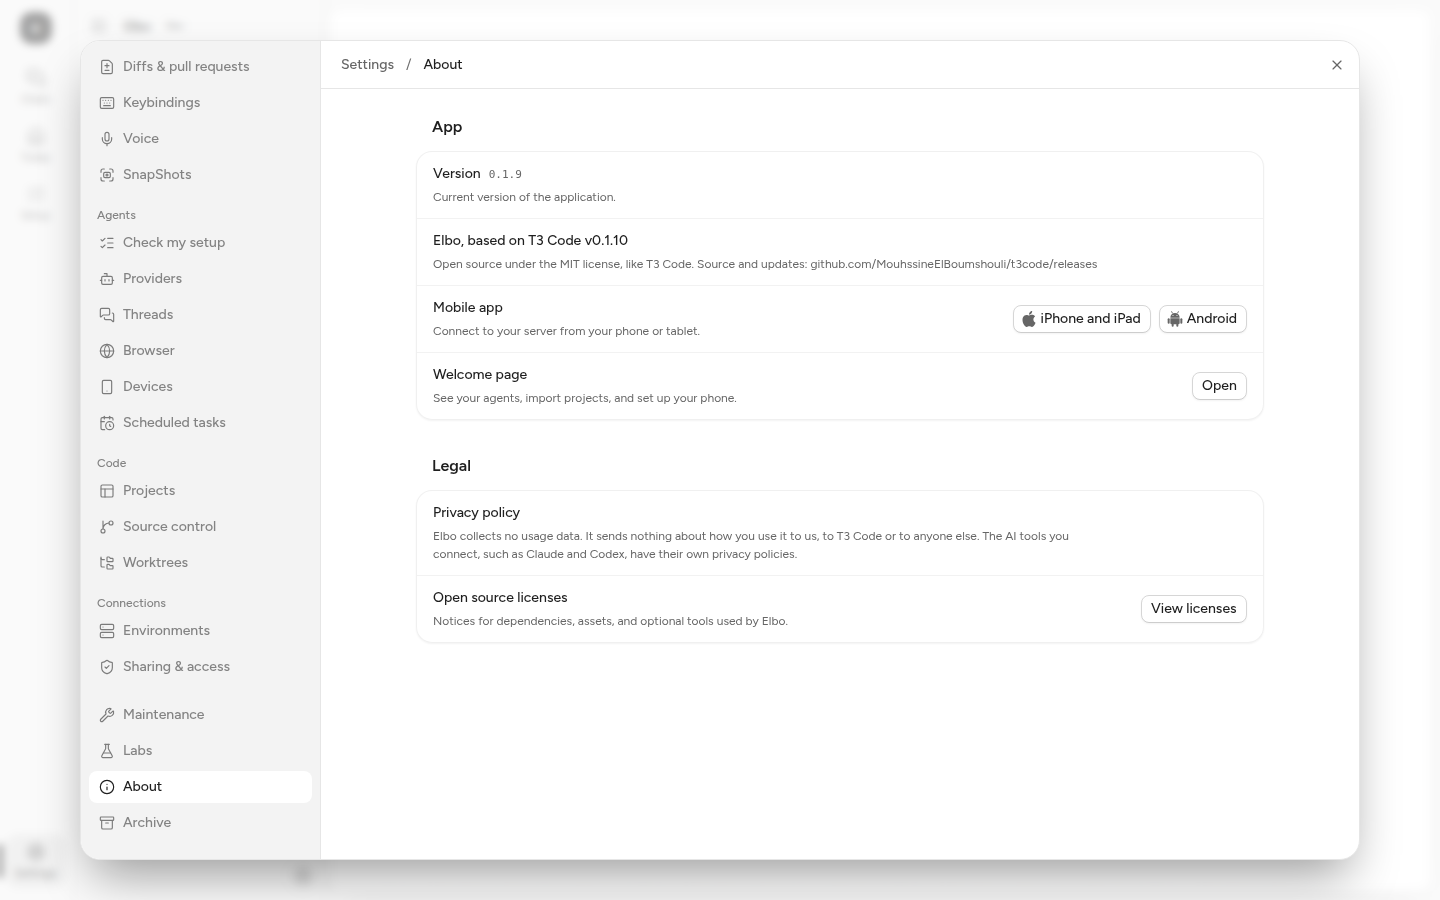 Diffs & pull requests
Keybindings
Voice
SnapShots
Agents
Check my setup
Providers
Threads
Browser
Devices
Scheduled tasks
Code
Projects
Source control
Worktrees
Connections
Environments
Sharing & access
Maintenance
Labs
About
Archive
Settings / About
App
Version 0.1.9
Current version of the application.
Elbo, based on T3 Code v0.1.10
Open source under the MIT license, like T3 Code. Source and updates: github.com/MouhssineElBoumshouli/t3code/releases
Mobile app
Connect to your server from your phone or tablet.
iPhone and iPad
Android
Welcome page
See your agents, import projects, and set up your phone.
Open
Legal
Privacy policy
Elbo collects no usage data. It sends nothing about how you use it to us, to T3 Code or to anyone else. The AI tools you
connect, such as Claude and Codex, have their own privacy policies.
Open source licenses
Notices for dependencies, assets, and optional tools used by Elbo.
View licenses